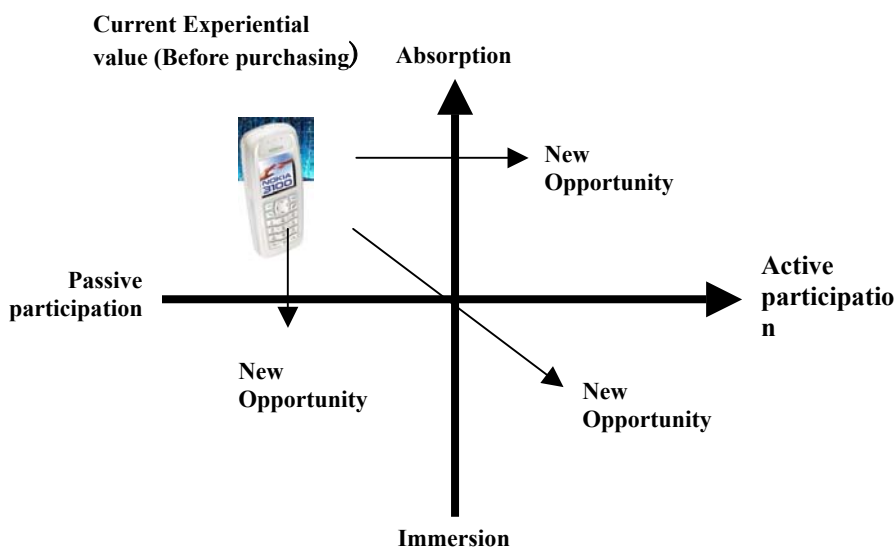 Current Experiential
value (Before purchasing)
Absorption
NOKIA
3100
New
Opportunity
Passive
participation
Active
participatio
n
New
Opportunity
New
Opportunity
Immersion